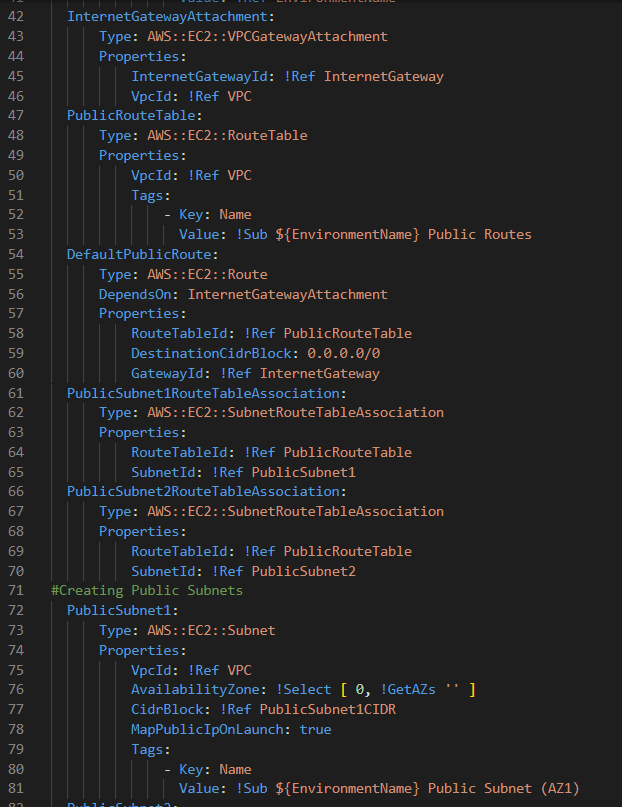 42 InternetGatewayAttachment:
43 Type: AWS::EC2::VPCGatewayAttachment
44 Properties:
45 InternetGatewayId: !Ref InternetGateway
46 VpcId: !Ref VPC
47 PublicRouteTable:
48 Type: AWS::EC2::RouteTable
49 Properties:
50 VpcId: !Ref VPC
51 Tags:
52 - Key: Name
53 Value: !Sub ${EnvironmentName} Public Routes
54 DefaultPublicRoute:
55 Type: AWS::EC2::Route
56 DependsOn: InternetGatewayAttachment
57 Properties:
58 RouteTableId: !Ref PublicRouteTable
59 DestinationCidrBlock: 0.0.0.0/0
60 GatewayId: !Ref InternetGateway
61 PublicSubnet1RouteTableAssociation:
62 Type: AWS::EC2::SubnetRouteTableAssociation
63 Properties:
64 RouteTableId: !Ref PublicRouteTable
65 SubnetId: !Ref PublicSubnet1
66 PublicSubnet2RouteTableAssociation:
67 Type: AWS::EC2::SubnetRouteTableAssociation
68 Properties:
69 RouteTableId: !Ref PublicRouteTable
70 SubnetId: !Ref PublicSubnet2
71 #Creating Public Subnets
72 PublicSubnet1:
73 Type: AWS::EC2::Subnet
74 Properties:
75 VpcId: !Ref VPC
76 AvailabilityZone: !Select [ 0, !GetAZs '' ]
77 CidrBlock: !Ref PublicSubnet1CIDR
78 MapPublicIpOnLaunch: true
79 Tags:
80 - Key: Name
81 Value: !Sub ${EnvironmentName} Public Subnet (AZ1)